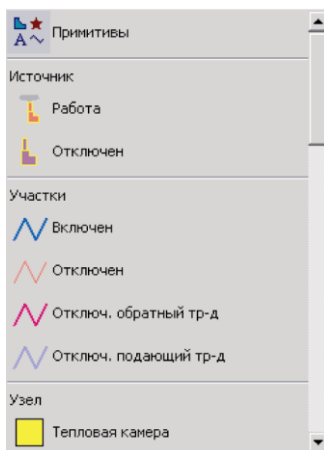 Примитивы
Источник
Работа
Отключен
Участки
Включен
Отключен
Отключ. обратный тр-д
Отключ. подающий тр-д
Узел
Тепловая камера